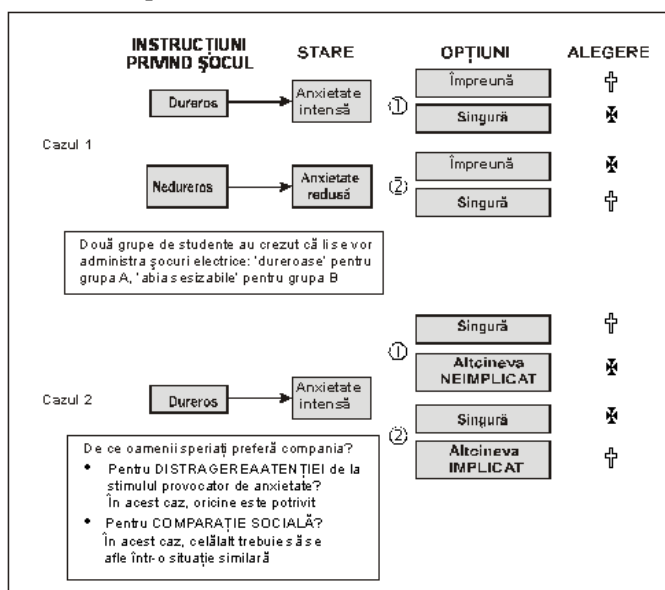 INSTRUCȚIUNI
PRIVIND ȘOCUL
STARE
OPȚIUNI
ALEGERE
Dureros
Anxietate
intensă
①
Împreună
Singură
Cazul 1
Nedureros
Anxietate
redusă
②
Împreună
Singură
Două grupe de studente au crezut că li se vor
administra șocuri electrice: 'dureroase' pentru
grupa A, 'abia sesizabile' pentru grupa B
Cazul 2
Dureros
Anxietate
intensă
①
Singură
Altcineva
NEIMPLICAT
②
Singură
Altcineva
IMPLICAT
De ce oamenii speriați preferă compania?
• Pentru DISTRAGEREA ATENȚIEI de la
stimulul provocator de anxietate?
În acest caz, oricine este potrivit
• Pentru COMPARAȚIE SOCIALĂ?
În acest caz, celălalt trebuie să se
afle într-o situație similară